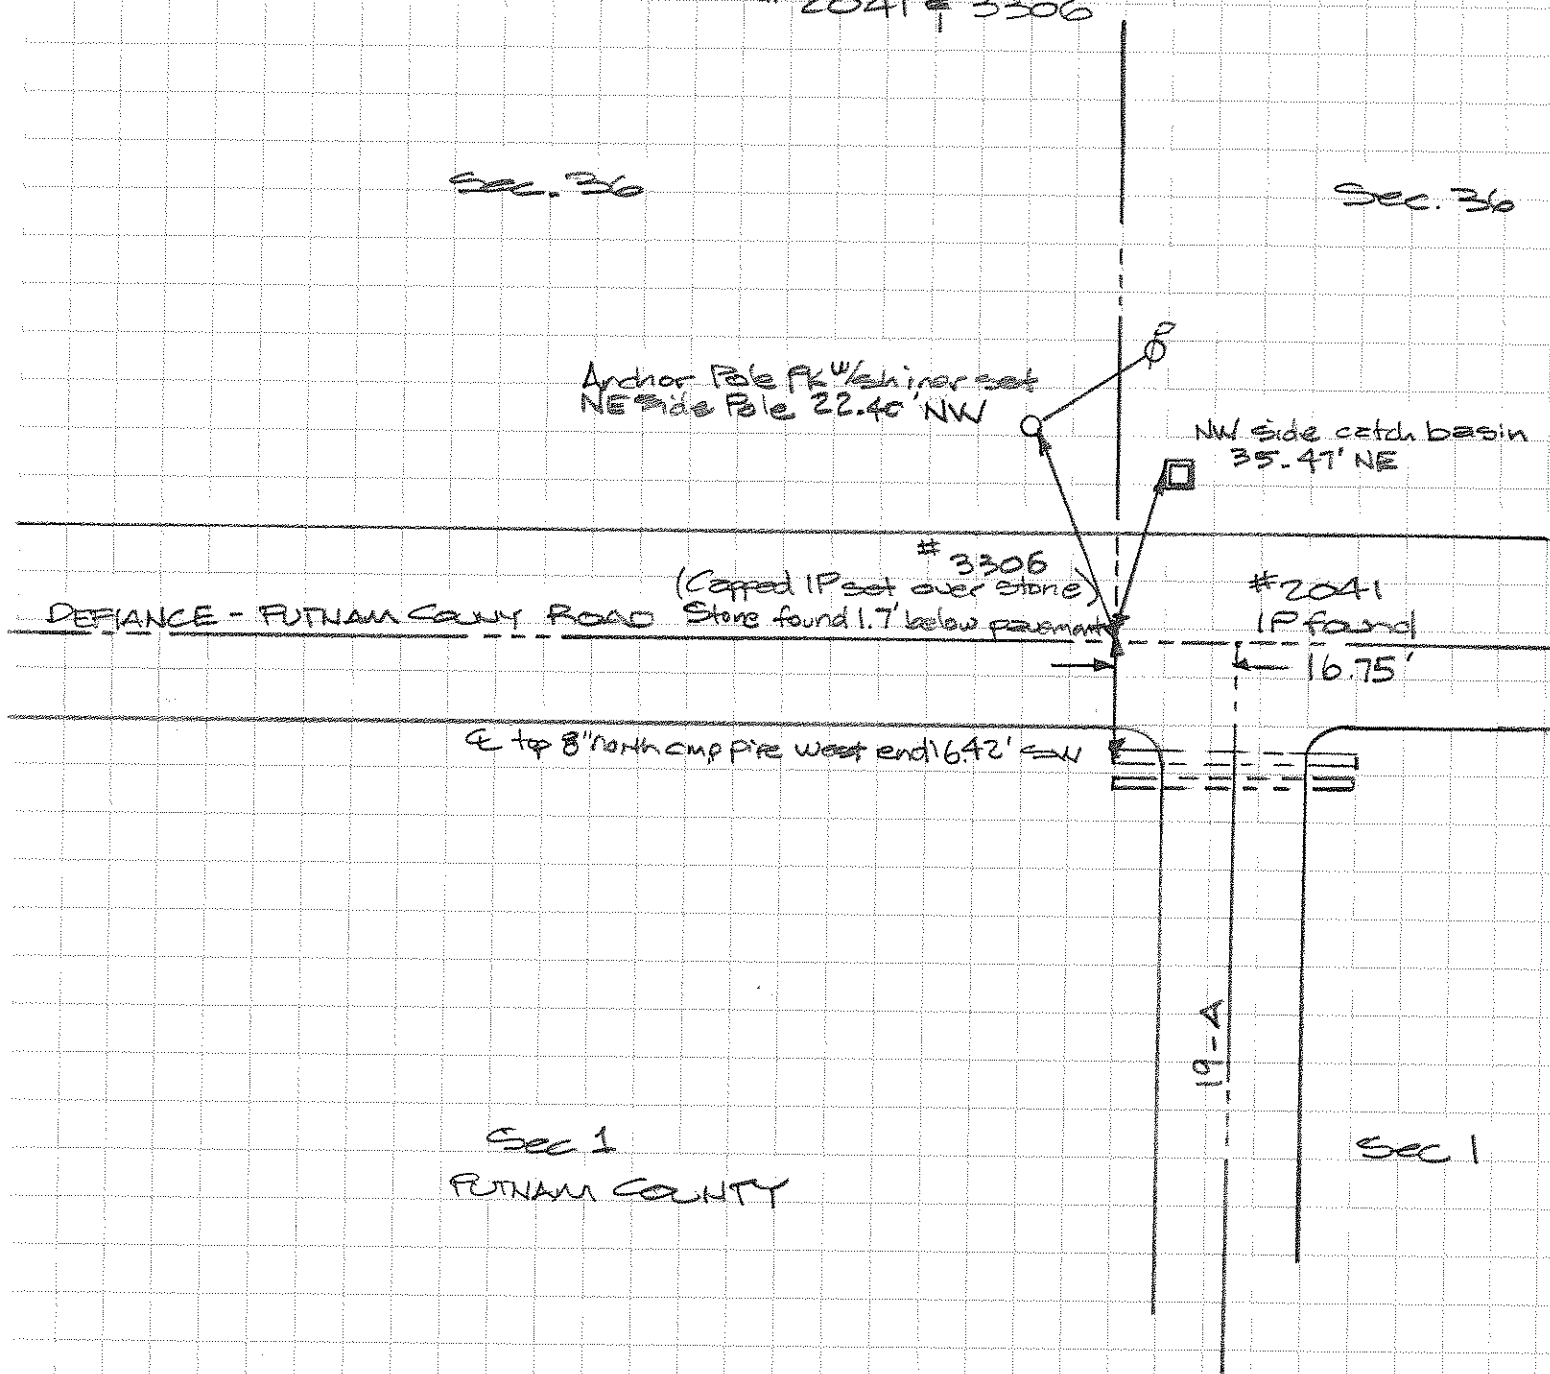 # 2041 & 3306
Sec. 36
Sec. 36
P
Anchor Pole PK w/shiner set
NE Side Pole 22.40' NW
NW side catch basin
35.47' NE
# 3306
(Capped IP set over stone)
Stone found 1.7' below pavement
#2041
IP found
16.75'
DEFIANCE - PUTNAM COUNY ROAD
℄ top 8" north cmp pipe west end 16.42' SW
19-A
Sec 1
PUTNAM COUNTY
Sec 1